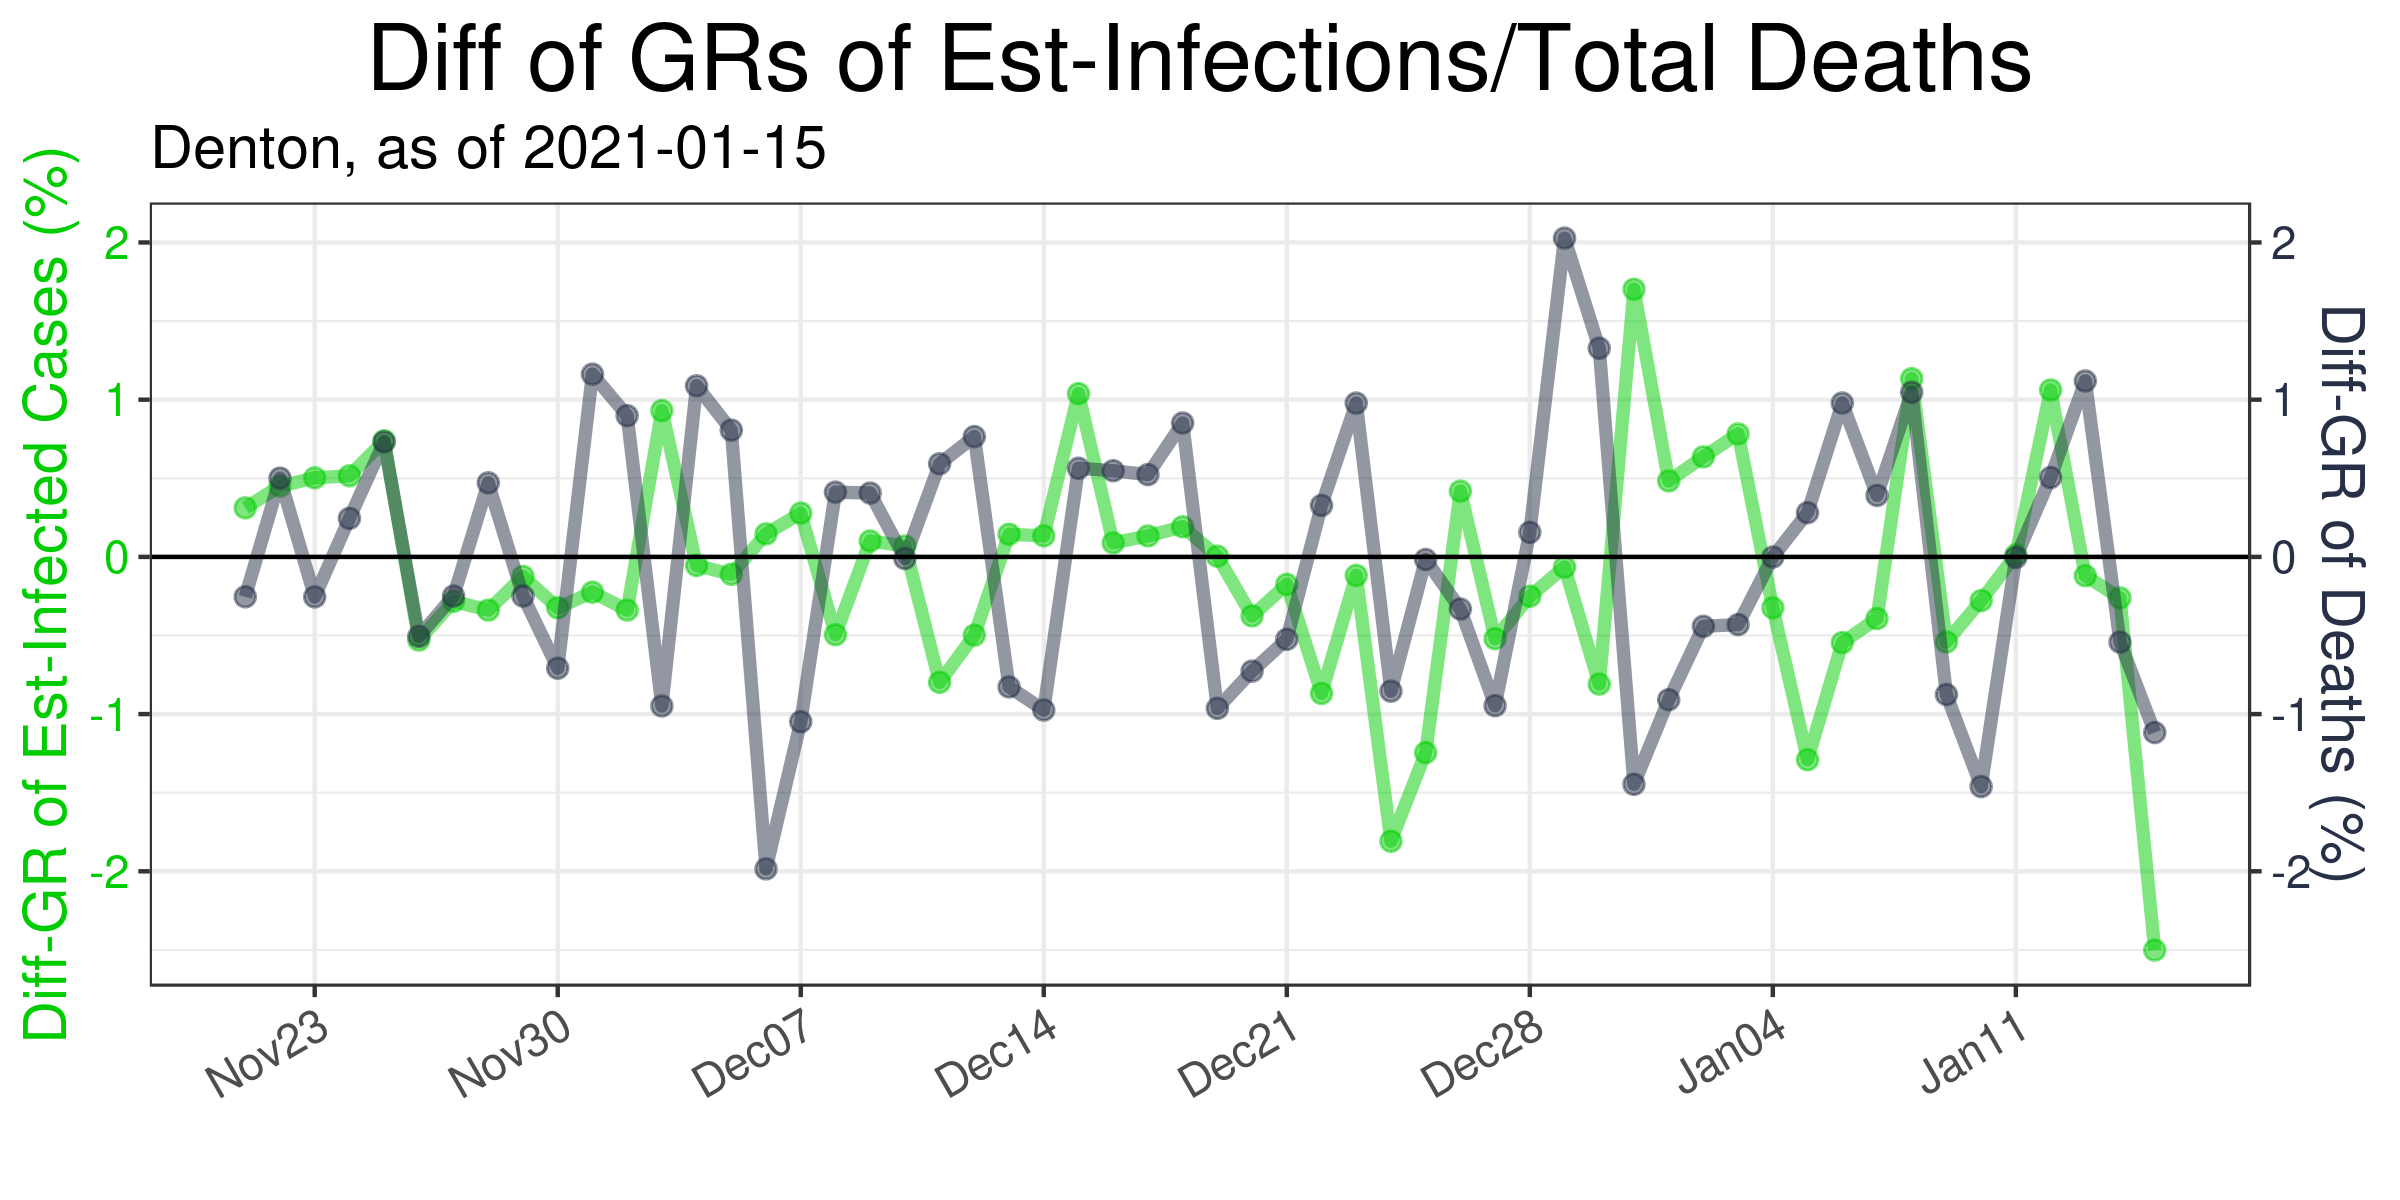 Diff of GRs of Est-Infections/Total Deaths
Denton, as of 2021-01-15
Diff-GR of Est-Infected Cases (%)
2
1
0
-1
-2
2
1
0
-1
-2
Diff-GR of Deaths (%)
Nov23
Nov30
Dec07
Dec14
Dec21
Dec28
Jan04
Jan11